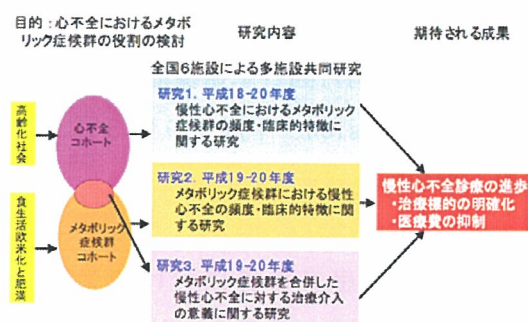 目的：心不全におけるメタボ
リック症候群の役割の検討
研究内容
期待される成果
全国6施設による多施設共同研究
高齢化社会
心不全
コホート
食生活欧米化と肥満
メタボリック
症候群
コホート
研究1. 平成18-20年度
慢性心不全におけるメタボリック
症候群の頻度・臨床的特徴に
関する研究
研究2. 平成19-20年度
メタボリック症候群における慢性
心不全の頻度・臨床的特徴に関
する研究
研究3. 平成19-20年度
メタボリック症候群を合併した
慢性心不全に対する治療介入
の意義に関する研究
慢性心不全診療の進歩
・治療標的の明確化
・医療費の抑制